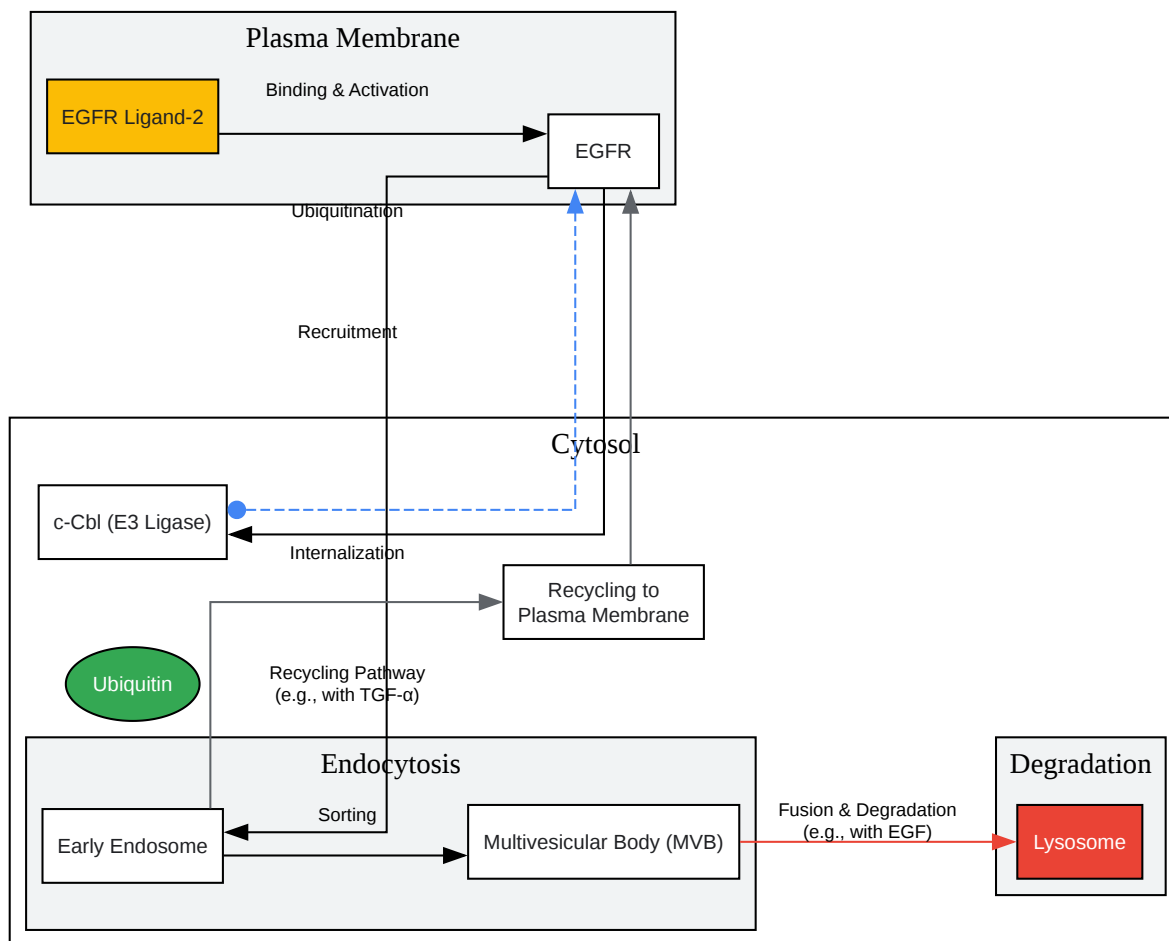 Plasma Membrane
Binding & Activation
EGFR Ligand-2
EGFR
Ubiquitination
Recruitment
Cytosol
c-Cbl (E3 Ligase)
Internalization
Recycling to
Plasma Membrane
Ubiquitin
Recycling Pathway
(e.g., with TGF-α)
Endocytosis
Degradation
Sorting
Fusion & Degradation
(e.g., with EGF)
Early Endosome
Multivesicular Body (MVB)
Lysosome